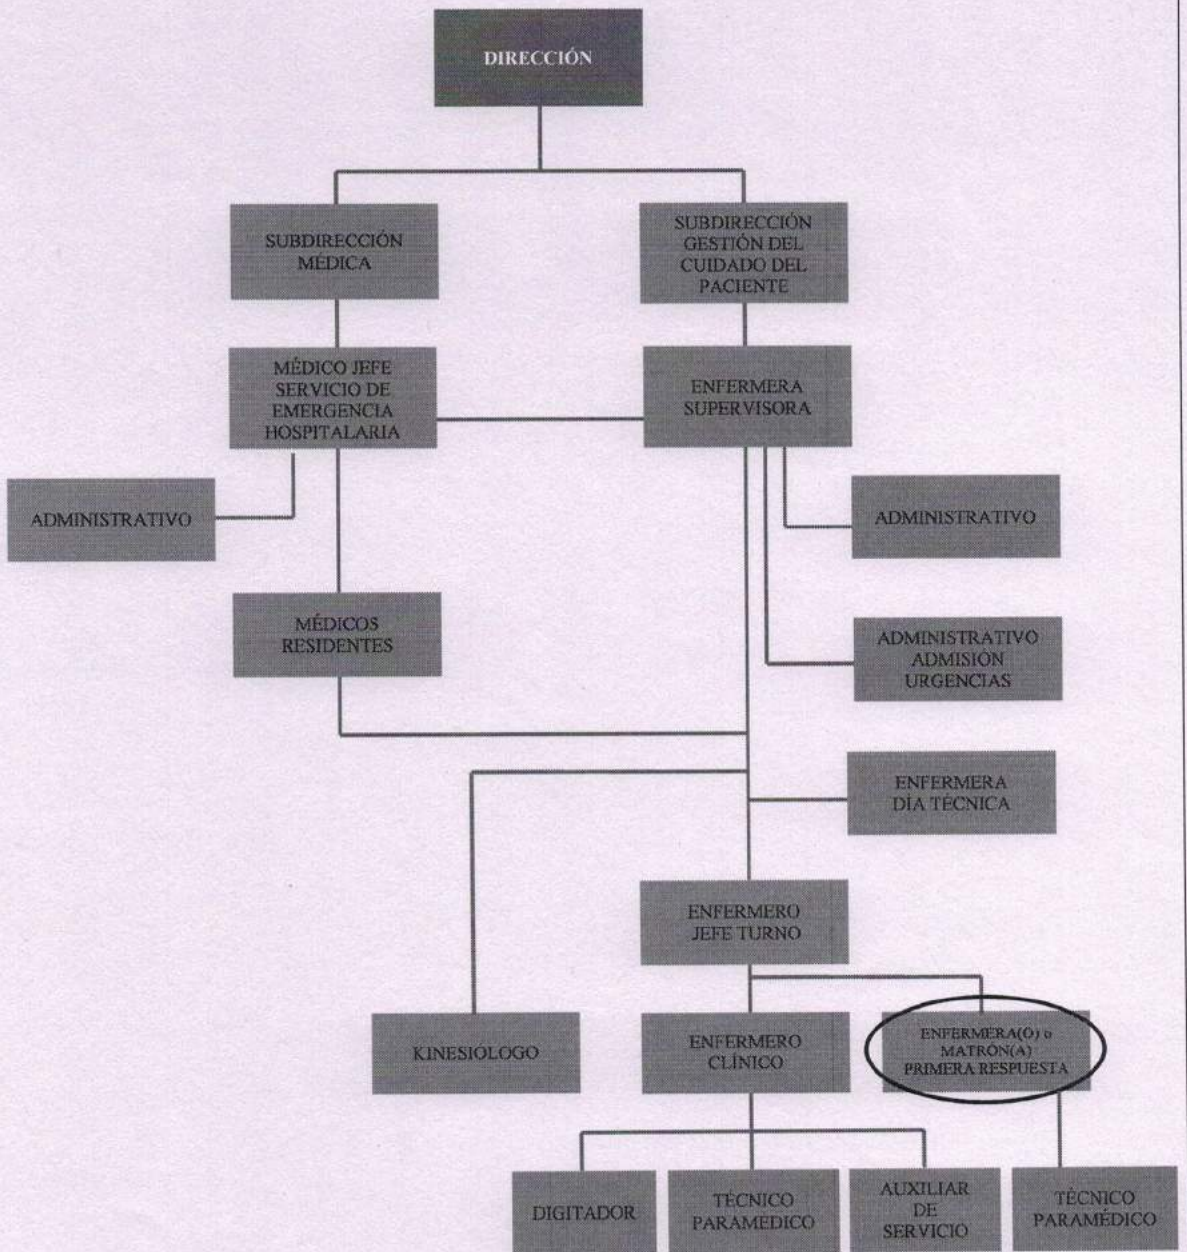 DIRECCIÓN
SUBDIRECCIÓN
MÉDICA
SUBDIRECCIÓN
GESTIÓN DEL
CUIDADO DEL
PACIENTE
MÉDICO JEFE
SERVICIO DE
EMERGENCIA
HOSPITALARIA
ENFERMERA
SUPERVISORA
ADMINISTRATIVO
ADMINISTRATIVO
MÉDICOS
RESIDENTES
ADMINISTRATIVO
ADMISIÓN
URGENCIAS
ENFERMERA
DÍA TÉCNICA
ENFERMERO
JEFE TURNO
KINESIÓLOGO
ENFERMERO
CLÍNICO
ENFERMERA(O) o
MATRÓN(A)
PRIMERA RESPUESTA
DIGITADOR
TÉCNICO
PARAMEDICO
AUXILIAR
DE
SERVICIO
TÉCNICO
PARAMÉDICO